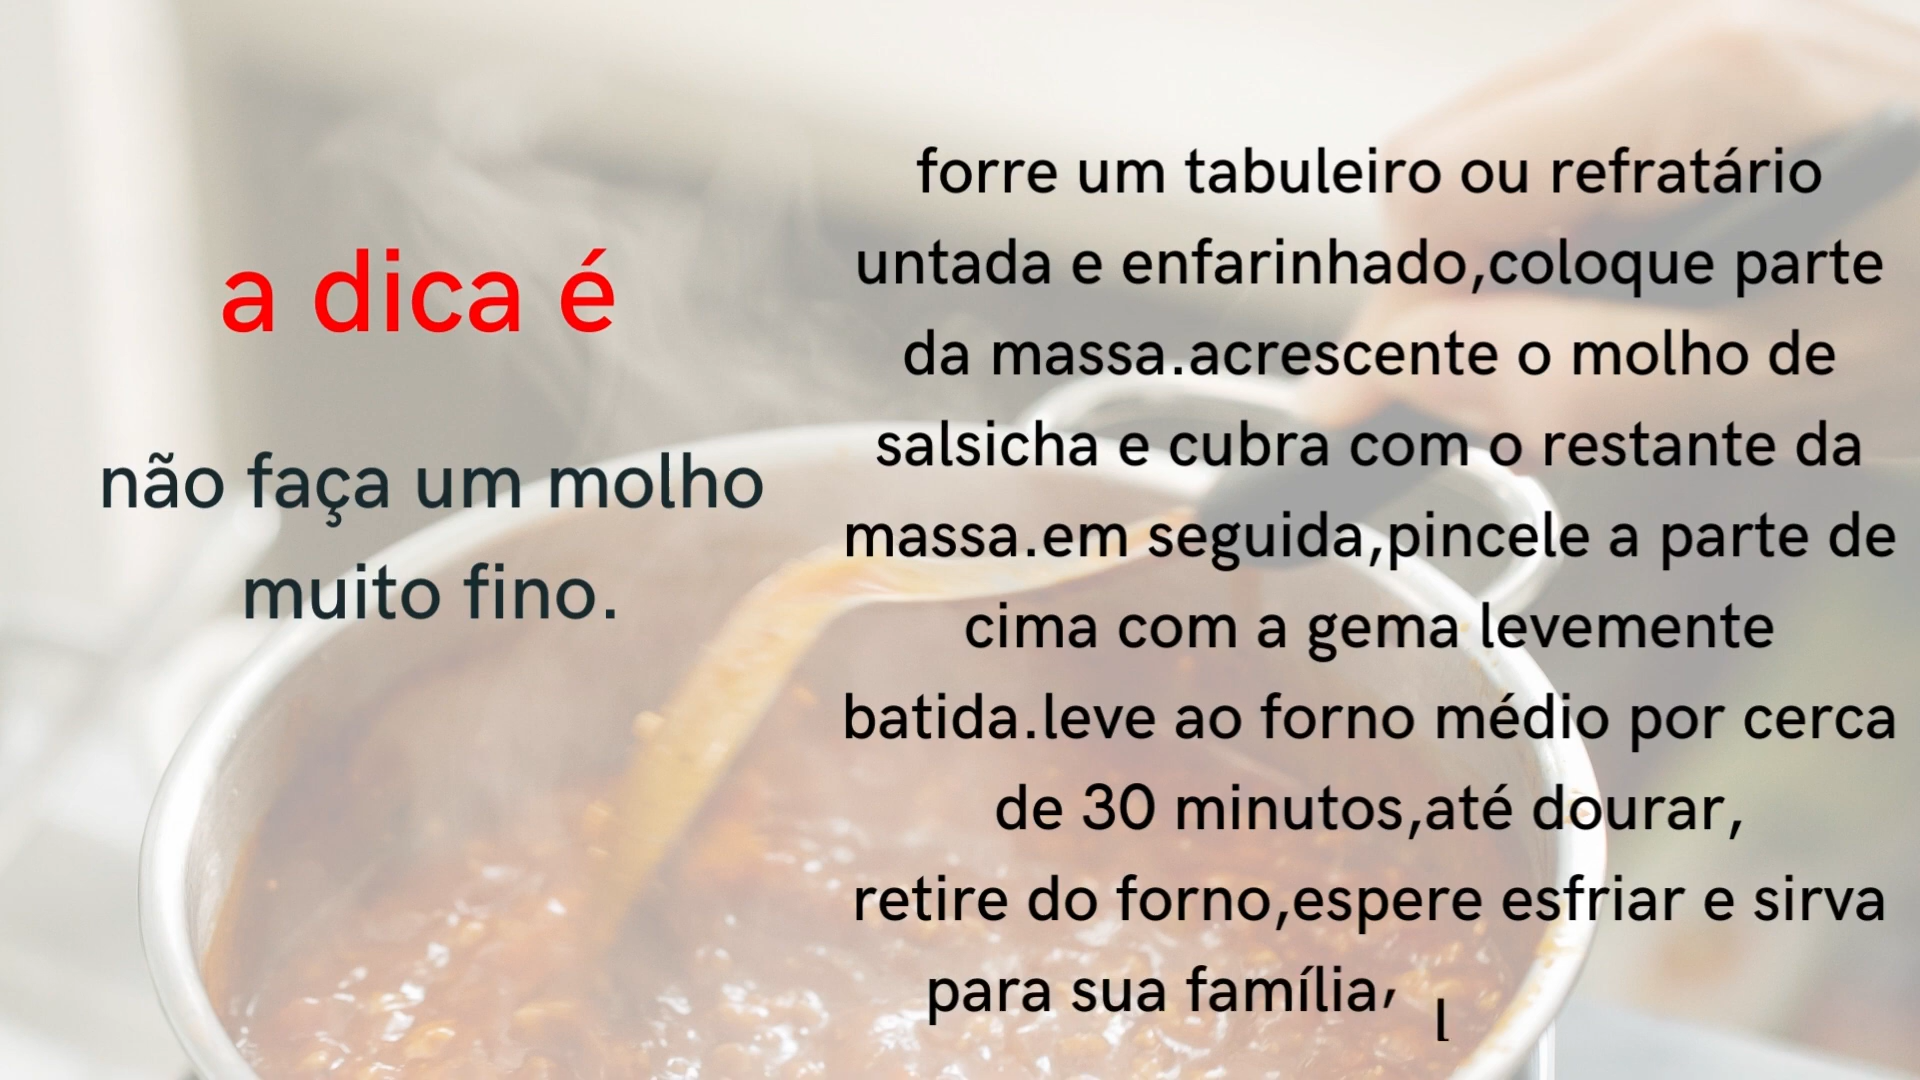 a dica é
não faça um molho
muito fino.
forre um tabuleiro ou refratário
untada e enfarinhado,coloque parte
da massa.acrescente o molho de
salsicha e cubra com o restante da
massa.em seguida,pincele a parte de
cima com a gema levemente
batida.leve ao forno médio por cerca
de 30 minutos,até dourar,
retire do forno,espere esfriar e sirva
para sua família,